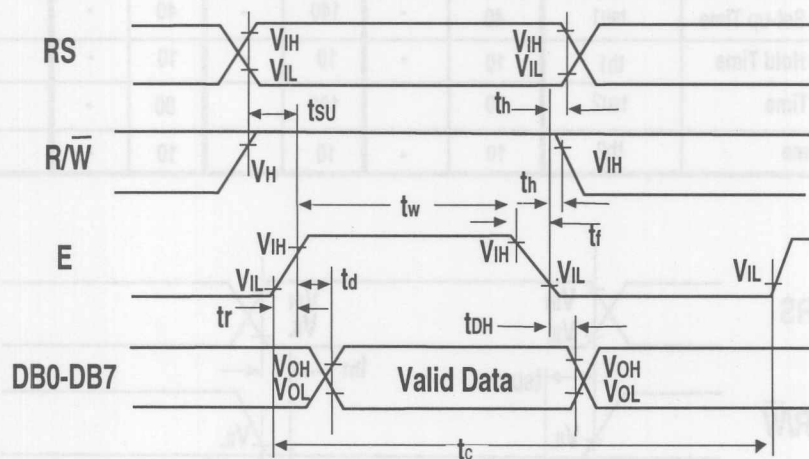 RS
VIH
VIL
VIH
VIL
tSU
th
R/W̅
VH
VIH
th
tw
tf
E
VIH
VIH
VIL
VIL
VIL
td
tr
tDH
DB0-DB7
VOH
VOL
Valid Data
VOH
VOL
tc